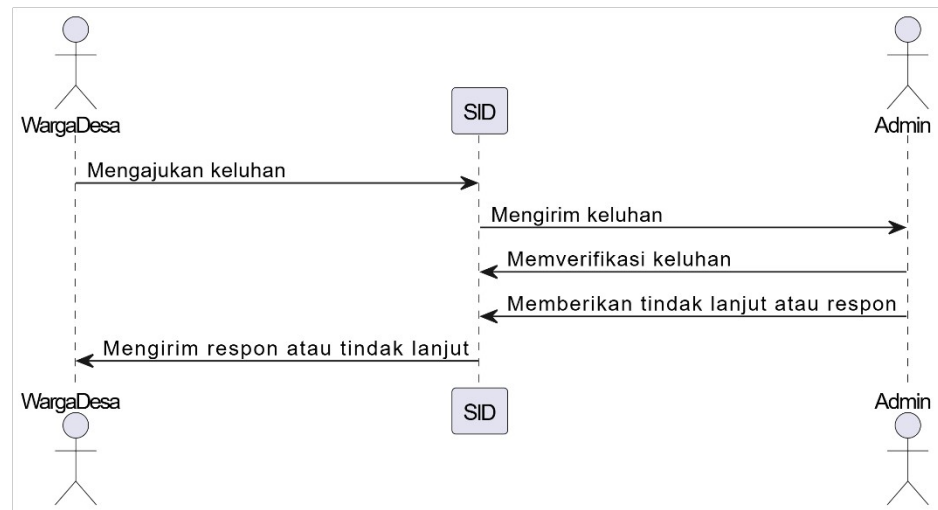 WargaDesa
SID
Admin
Mengajukan keluhan
Mengirim keluhan
Memverifikasi keluhan
Memberikan tindak lanjut atau respon
Mengirim respon atau tindak lanjut
WargaDesa
SID
Admin